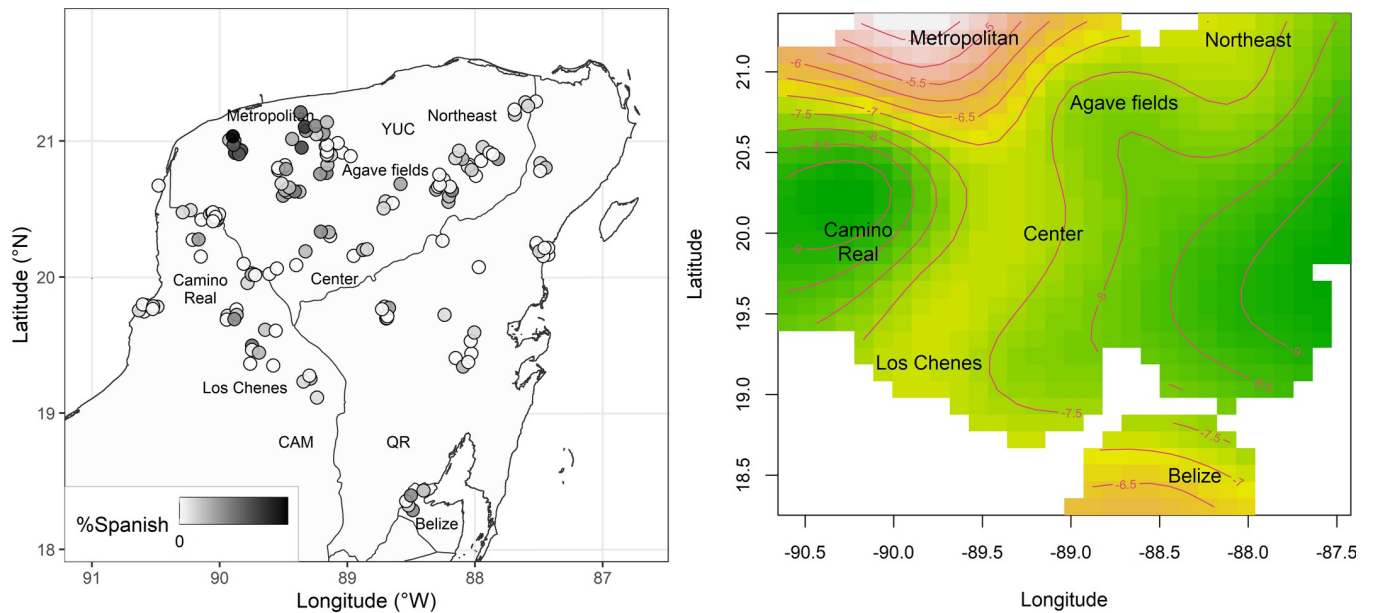 Metropolitan
Northeast
YUC
Agave fields
Camino
Real
Center
Los Chenes
CAM
QR
Belize
%Spanish
0
21
20
19
18
91
90
89
88
87
Latitude (°N)
Longitude (°W)
Metropolitan
Northeast
Agave fields
Camino
Real
Center
Los Chenes
Belize
-5
-6
-5.5
-7
-6.5
-7.5
-8
-9
-8
-9
-7.5
-7.5
-7
-6.5
21.0
20.5
20.0
19.5
19.0
18.5
-90.5
-90.0
-89.5
-89.0
-88.5
-88.0
-87.5
Latitude
Longitude